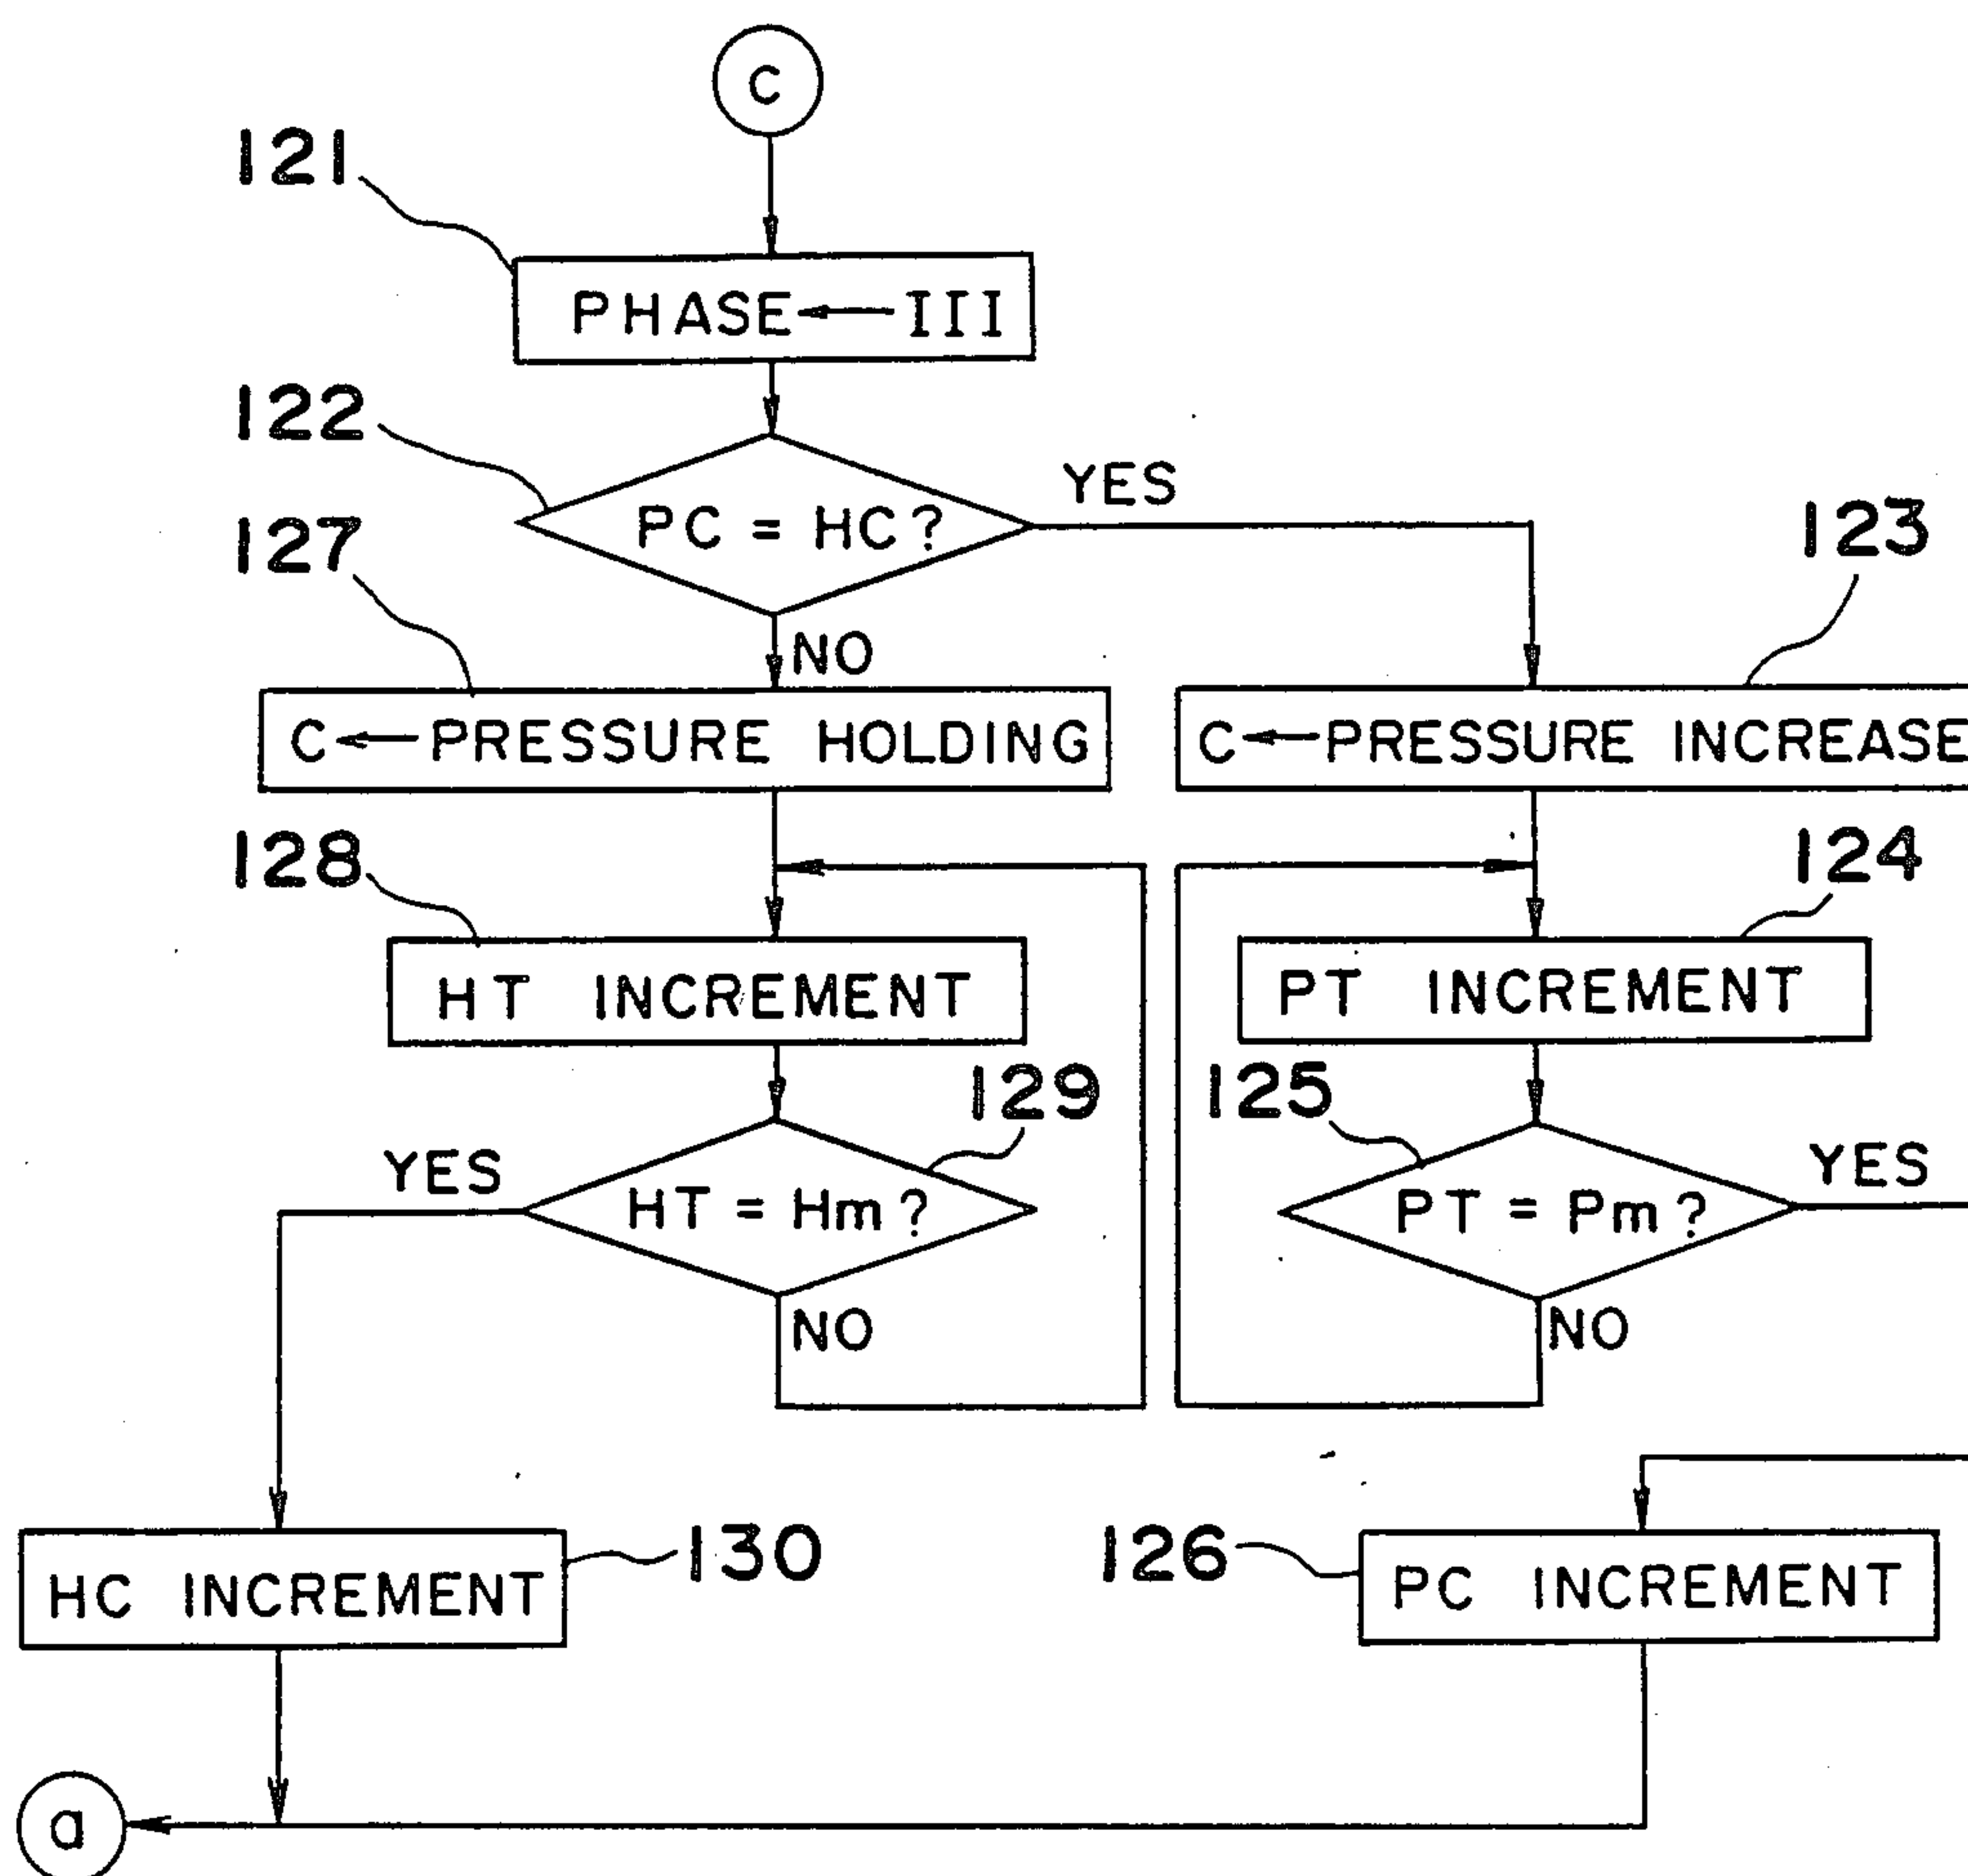 C
121
PHASE←III
122
PC = HC?
YES
127
123
NO
C←PRESSURE HOLDING
C←PRESSURE INCREASE
128
124
HT INCREMENT
PT INCREMENT
129
125
YES
HT = Hm?
PT = Pm?
YES
NO
NO
HC INCREMENT
130
126
PC INCREMENT
a